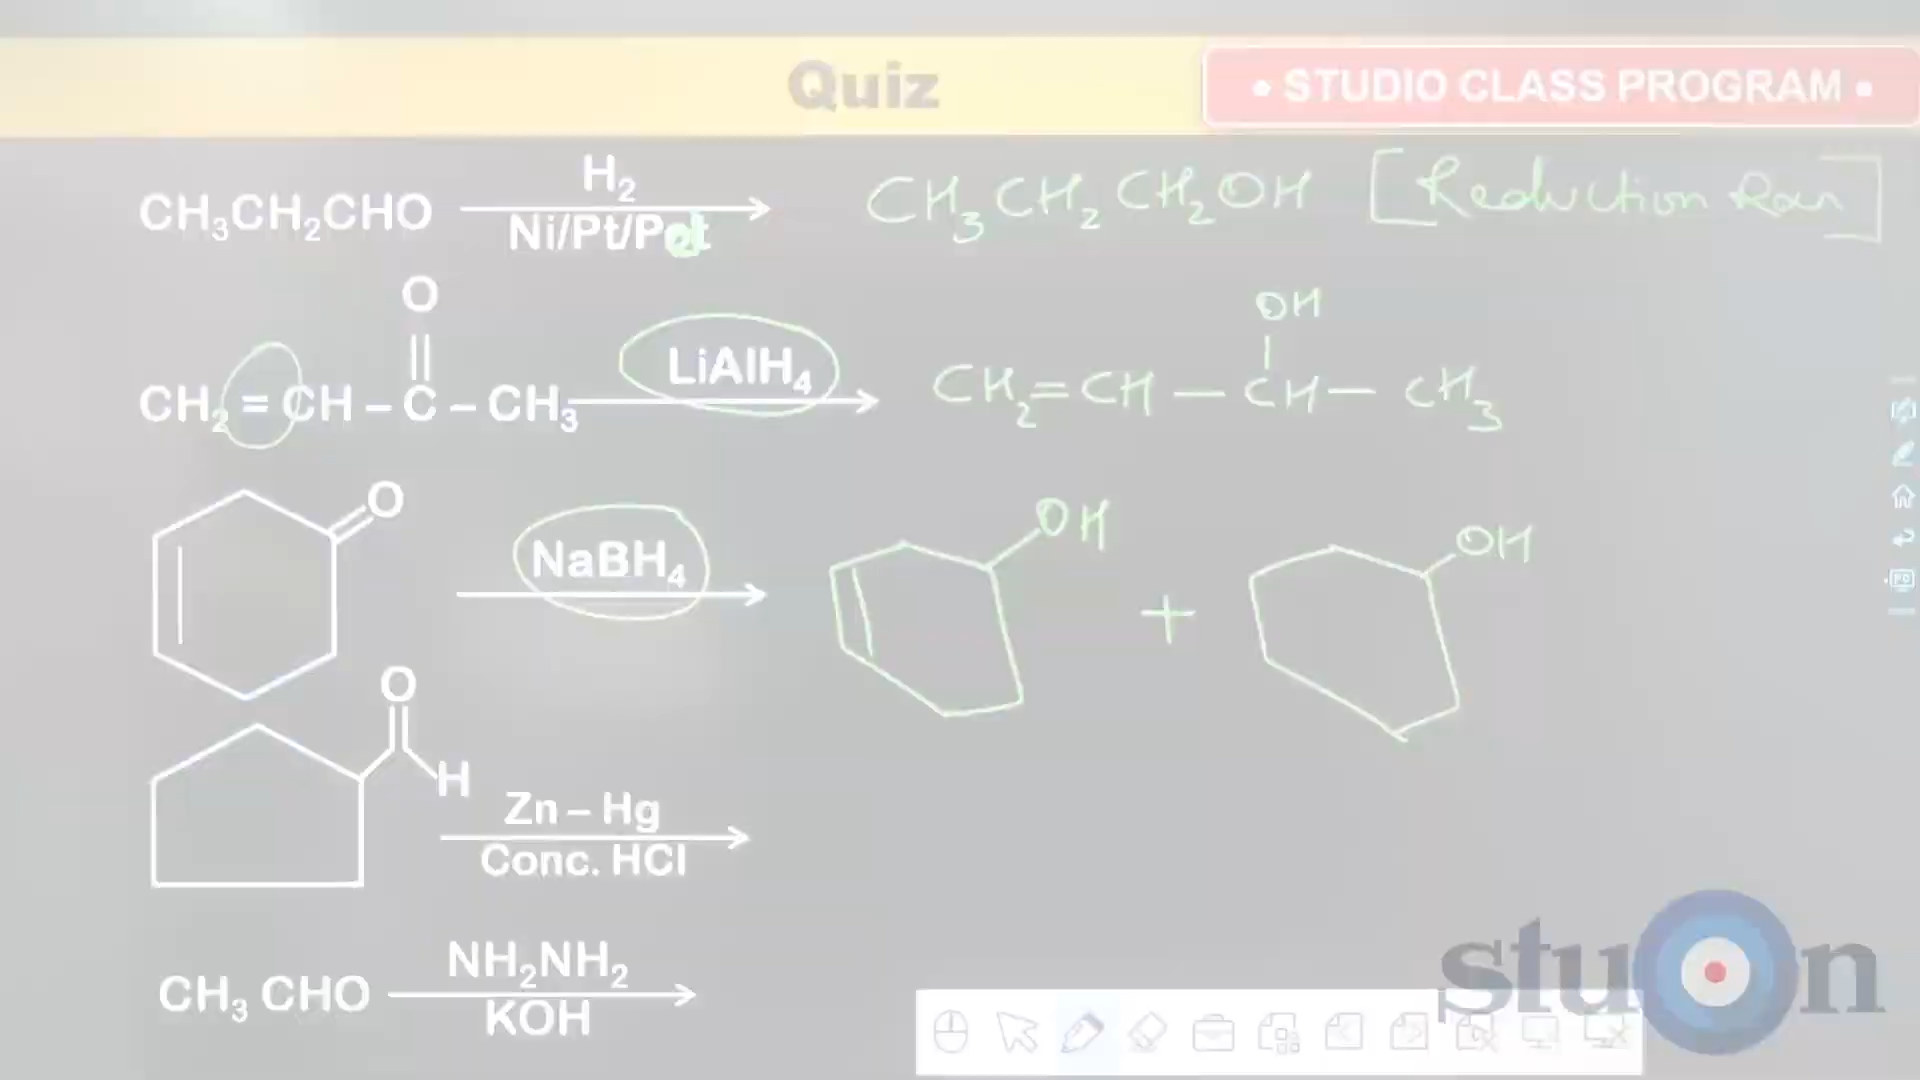 Quiz
• STUDIO CLASS PROGRAM •
CH₃CH₂CHO H₂ Ni/Pt/Pd CH₃CH₂CH₂OH [Reduction Rxn]
O OH
CH₂=CH–C–CH₃ LiAlH₄ CH₂=CH–CH–CH₃
O NaBH₄ OH + OH
O
H Zn – Hg
Conc. HCl
CH₃ CHO NH₂NH₂
KOH
stuOn